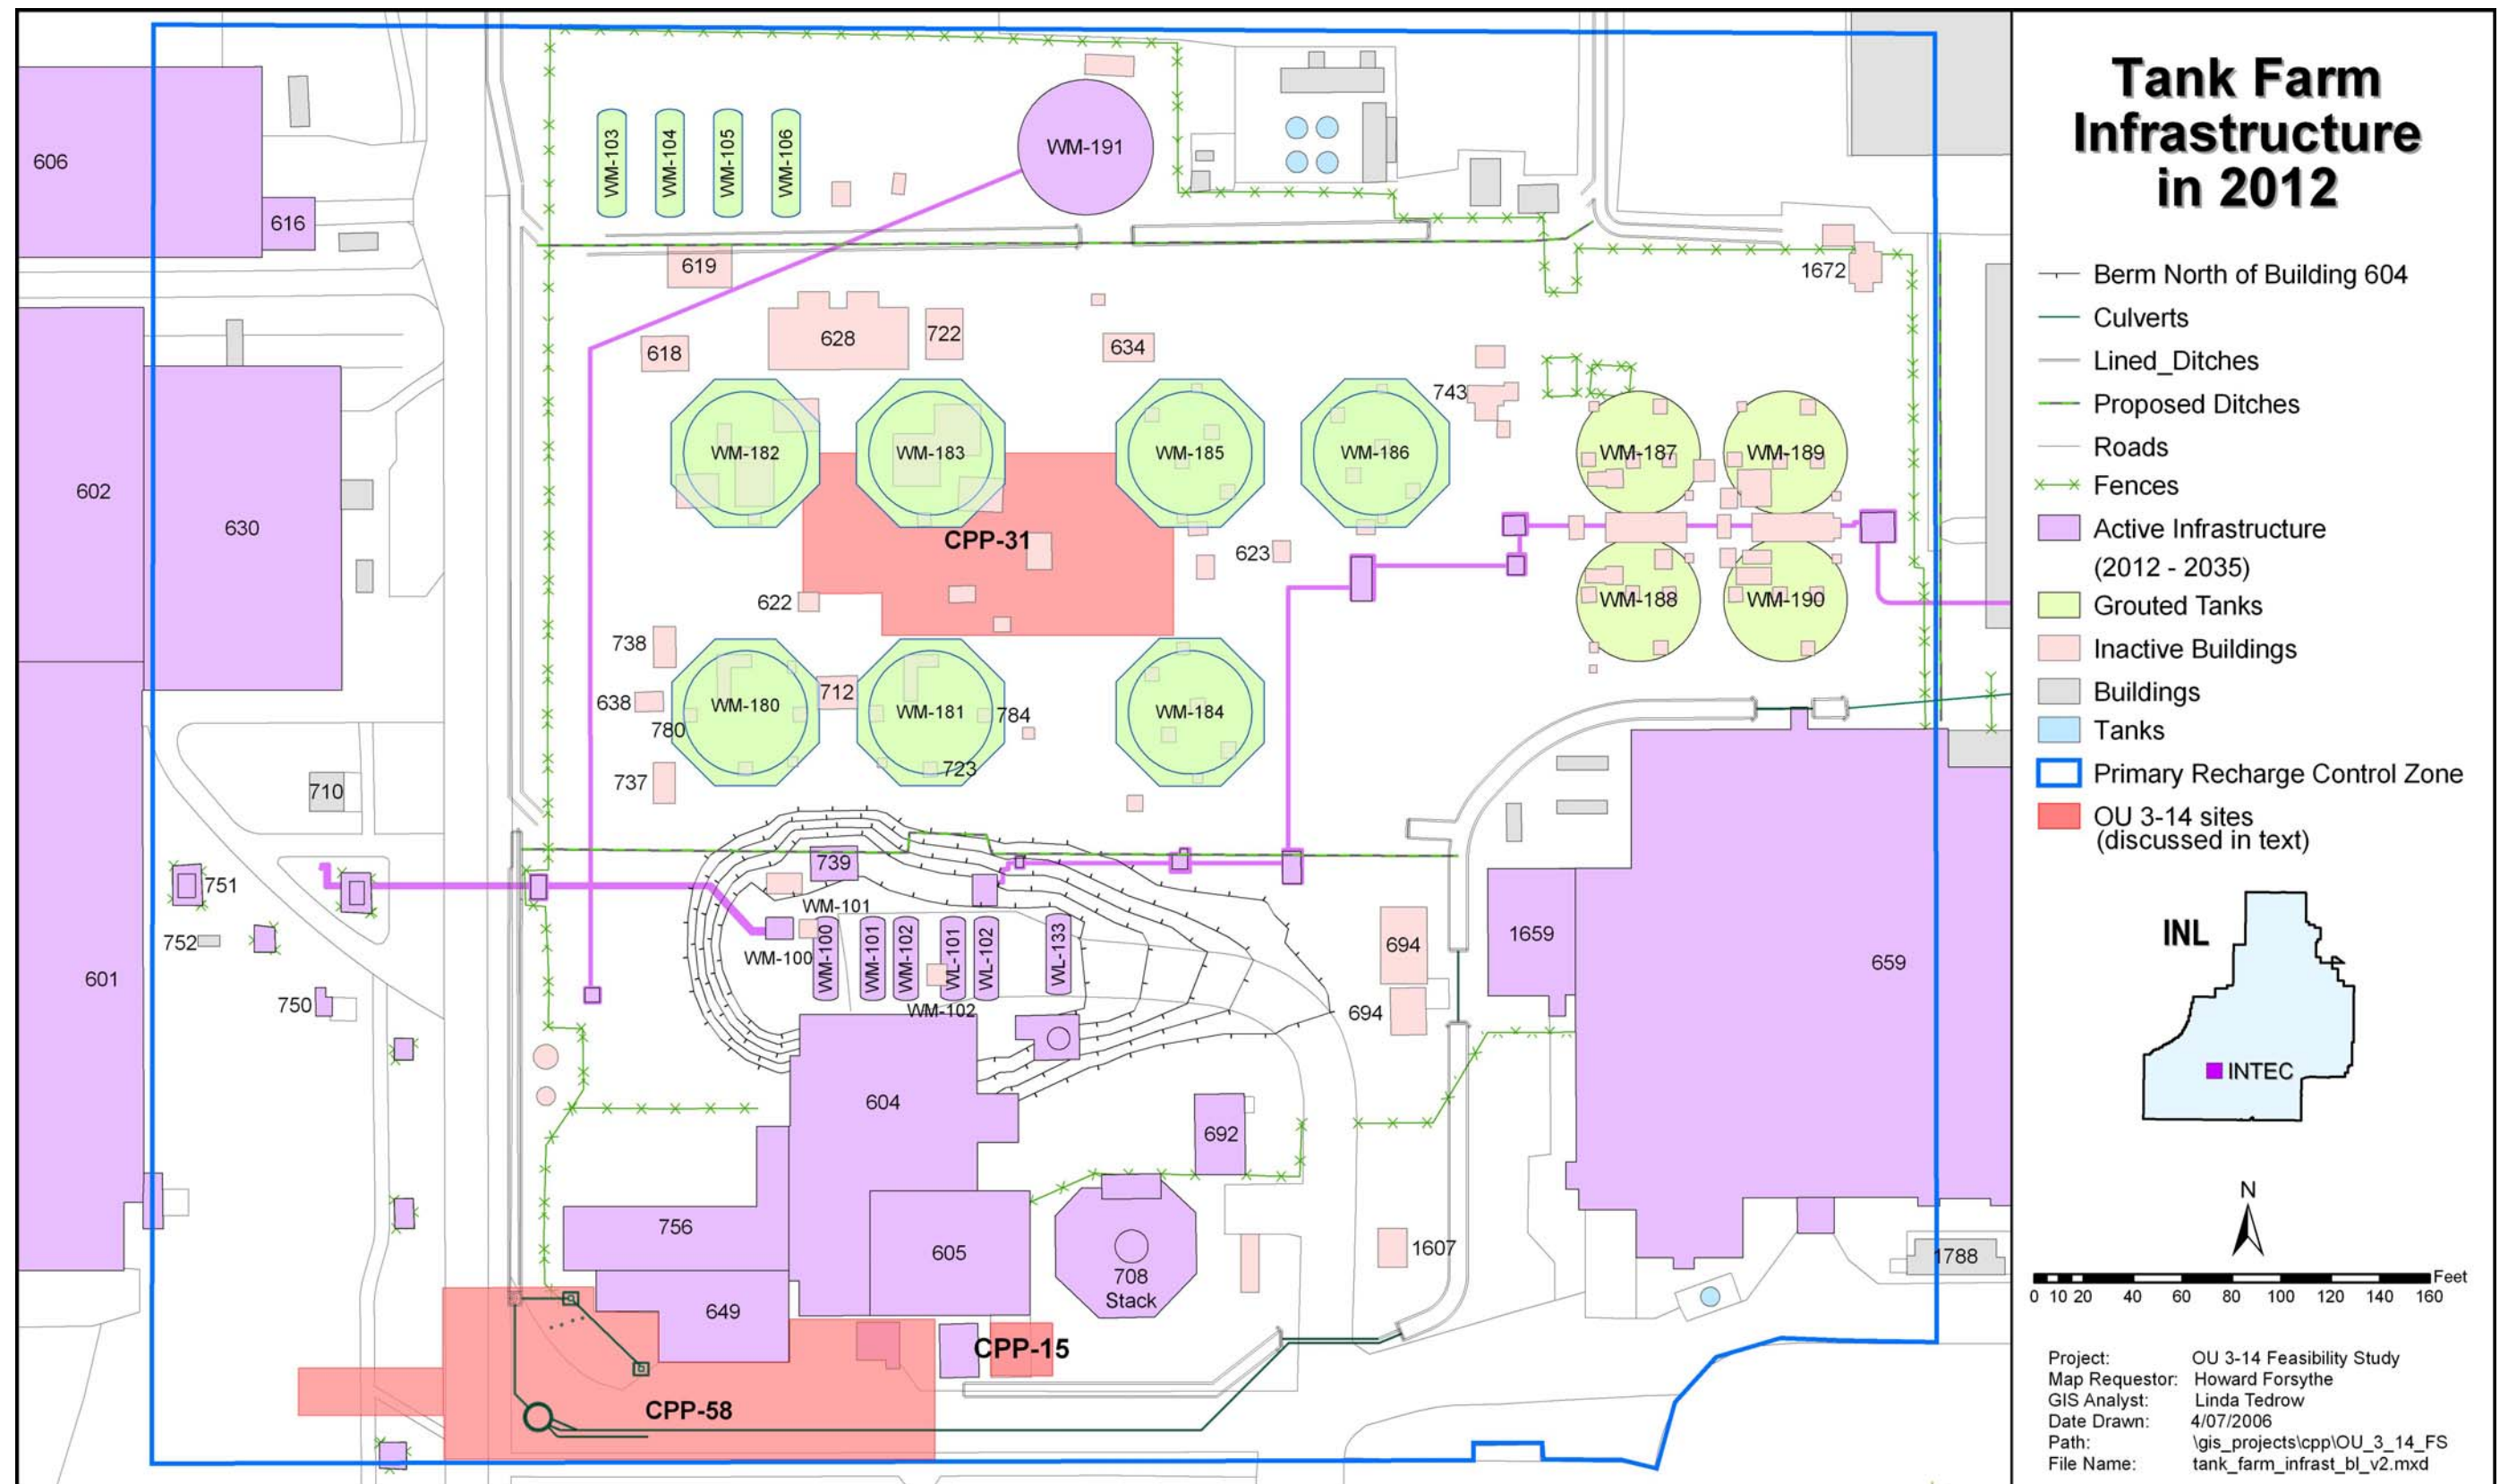 Tank Farm
Infrastructure
in 2012
Berm North of Building 604
Culverts
Lined_Ditches
Proposed Ditches
Roads
Fences
Active Infrastructure
(2012 - 2035)
Grouted Tanks
Inactive Buildings
Buildings
Tanks
Primary Recharge Control Zone
OU 3-14 sites
(discussed in text)
INL
INTEC
N
Feet
0 10 20 40 60 80 100 120 140 160
Project: OU 3-14 Feasibility Study
Map Requestor: Howard Forsythe
GIS Analyst: Linda Tedrow
Date Drawn: 4/07/2006
Path: \gis_projects\cpp\OU_3_14_FS
File Name: tank_farm_infrast_bl_v2.mxd
606
616
WM-103
WM-104
WM-105
WM-106
WM-191
619
1672
618
628
722
634
743
602
630
WM-182
WM-183
WM-185
WM-186
WM-187
WM-189
CPP-31
623
622
WM-188
WM-190
738
638
780
712
WM-180
WM-181
784
WM-184
737
723
710
739
751
752
750
601
WM-101
WM-100
WM-100
WM-101
WM-102
WL-101
WL-102
WL-133
WM-102
694
694
1659
659
604
692
756
605
708
Stack
649
1607
1788
CPP-15
CPP-58